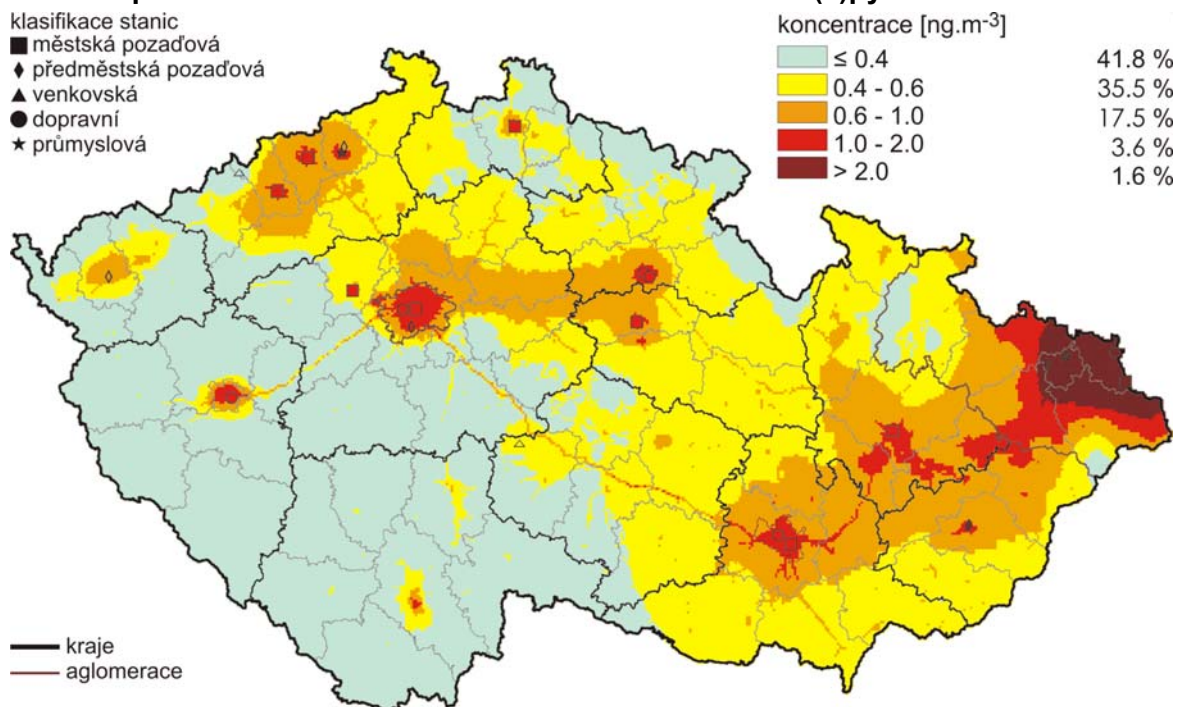 klasifikace stanic
městská pozaďová
předměstská pozaďová
venkovská
dopravní
průmyslová
koncentrace [ng.m⁻³]
≤ 0.4 41.8 %
0.4 - 0.6 35.5 %
0.6 - 1.0 17.5 %
1.0 - 2.0 3.6 %
> 2.0 1.6 %
kraje
aglomerace